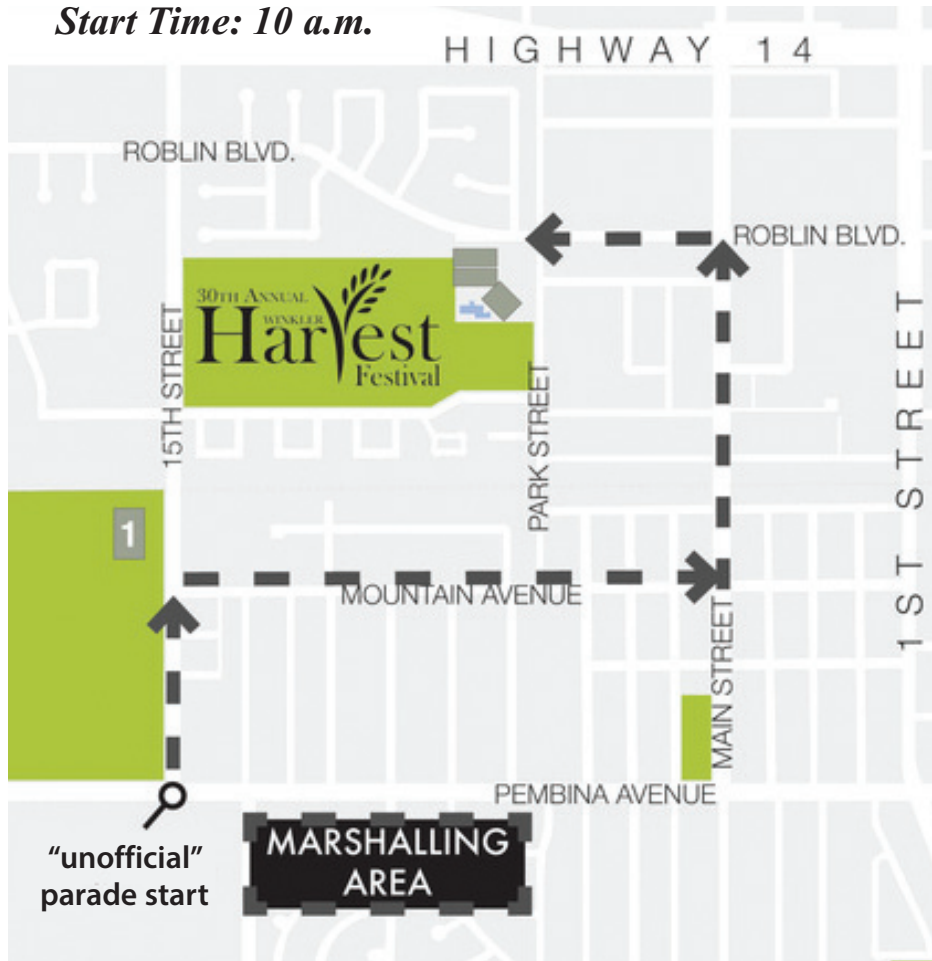 Start Time: 10 a.m.
HIGHWAY 14
ROBLIN BLVD.
ROBLIN BLVD.
30TH ANNUAL
WINKLER
Harvest
Festival
15TH STREET
PARK STREET
1ST STREET
1
MOUNTAIN AVENUE
MAIN STREET
PEMBINA AVENUE
"unofficial"
parade start
MARSHALLING
AREA